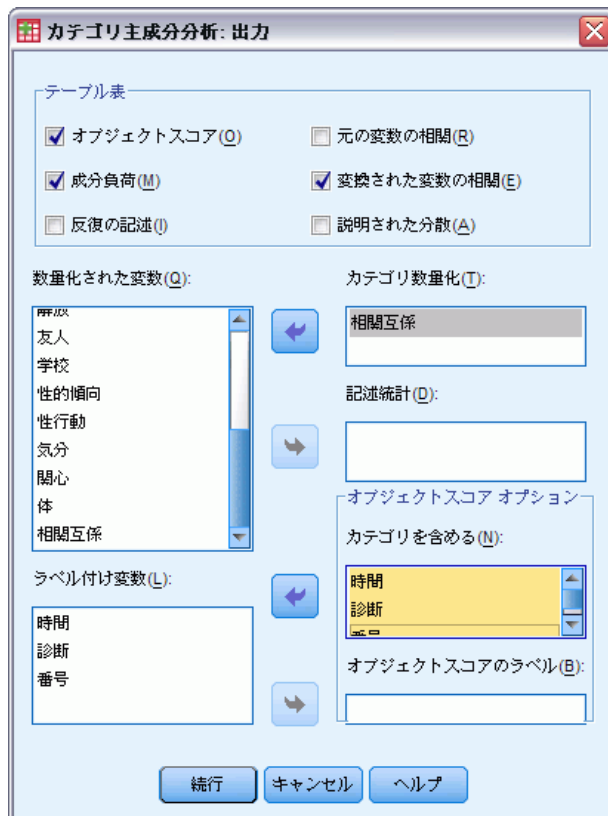 カテゴリ主成分分析: 出力
テーブル表
オブジェクトスコア(O)
元の変数の相関(R)
成分負荷(M)
変換された変数の相関(E)
反復の記述(I)
説明された分散(A)
数量化された変数(Q):
友人
学校
性的傾向
性行動
気分
関心
体
相関互係
カテゴリ数量化(T):
相関互係
記述統計(D):
オブジェクトスコア オプション
カテゴリを含める(N):
時間
診断
番号
ラベル付け変数(L):
時間
診断
番号
オブジェクトスコアのラベル(B):
続行
キャンセル
ヘルプ